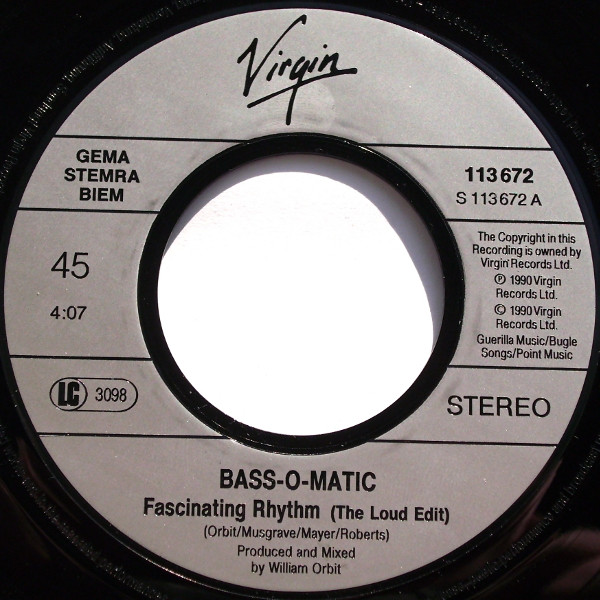 Virgin
GEMA
STEMRA
BIEM
113 672
S 113 672 A
45
4:07
The Copyright in this
Recording is owned by
Virgin Records Ltd.
℗ 1990 Virgin
Records Ltd.
© 1990 Virgin
Records Ltd.
Guerilla Music/Bugle
Songs/Point Music
LC 3098
STEREO
BASS-O-MATIC
Fascinating Rhythm (The Loud Edit)
(Orbit/Musgrave/Mayer/Roberts)
Produced and Mixed
by William Orbit